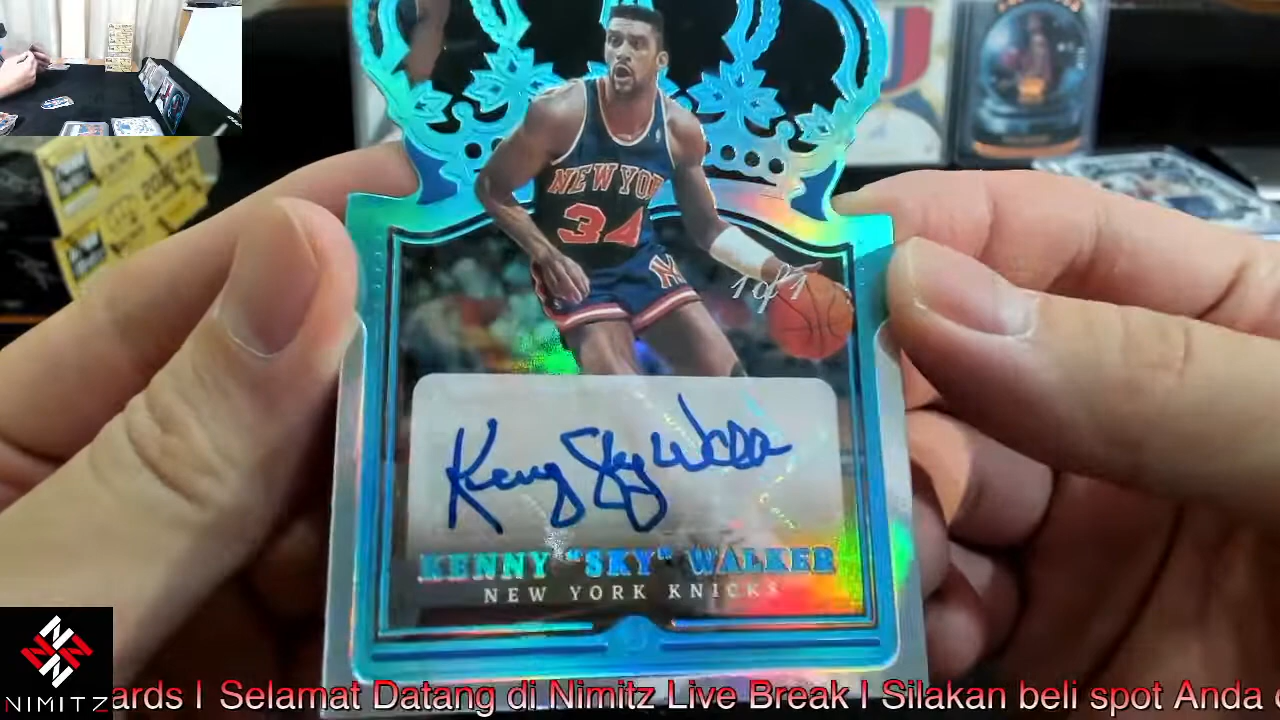 NEW YOR
34
NY
1 of 1
Kenny Sky Walker
KENNY "SKY" WALKER
NEW YORK KNICKS
NIMITZ
ards I Selamat Datang di Nimitz Live Break I Silakan beli spot Anda